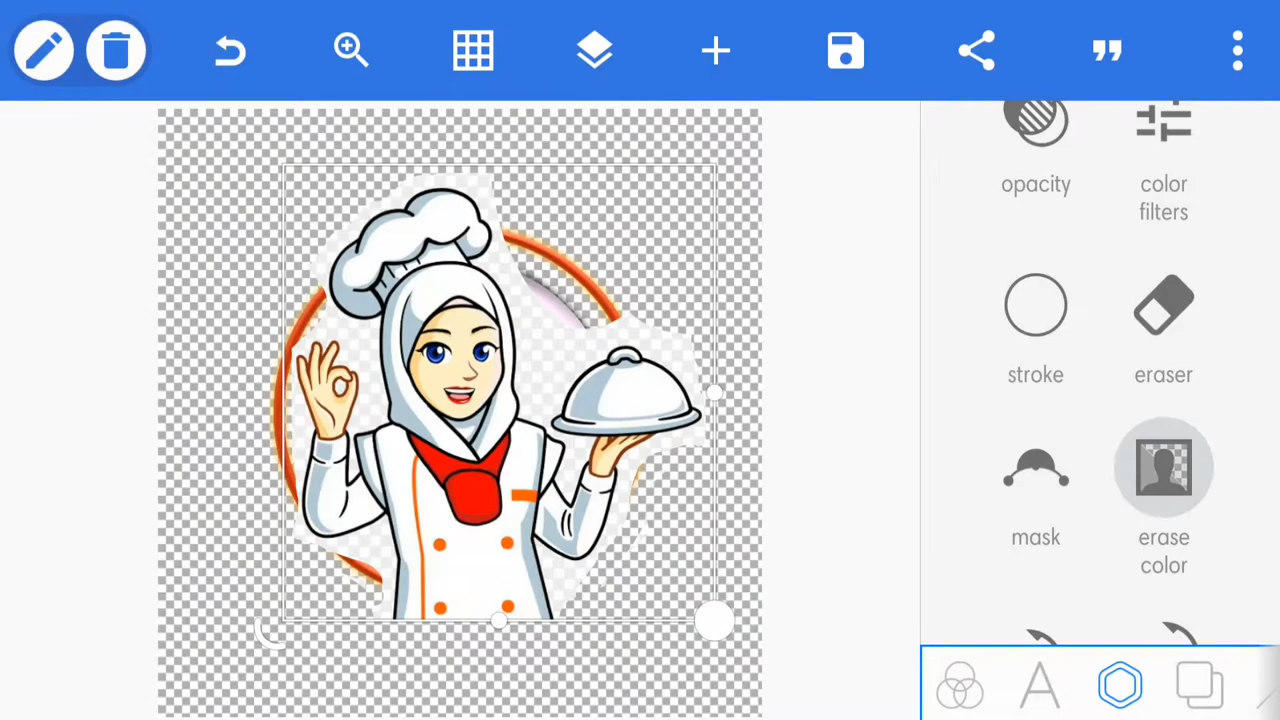 opacity
color
filters
stroke
eraser
mask
erase
color